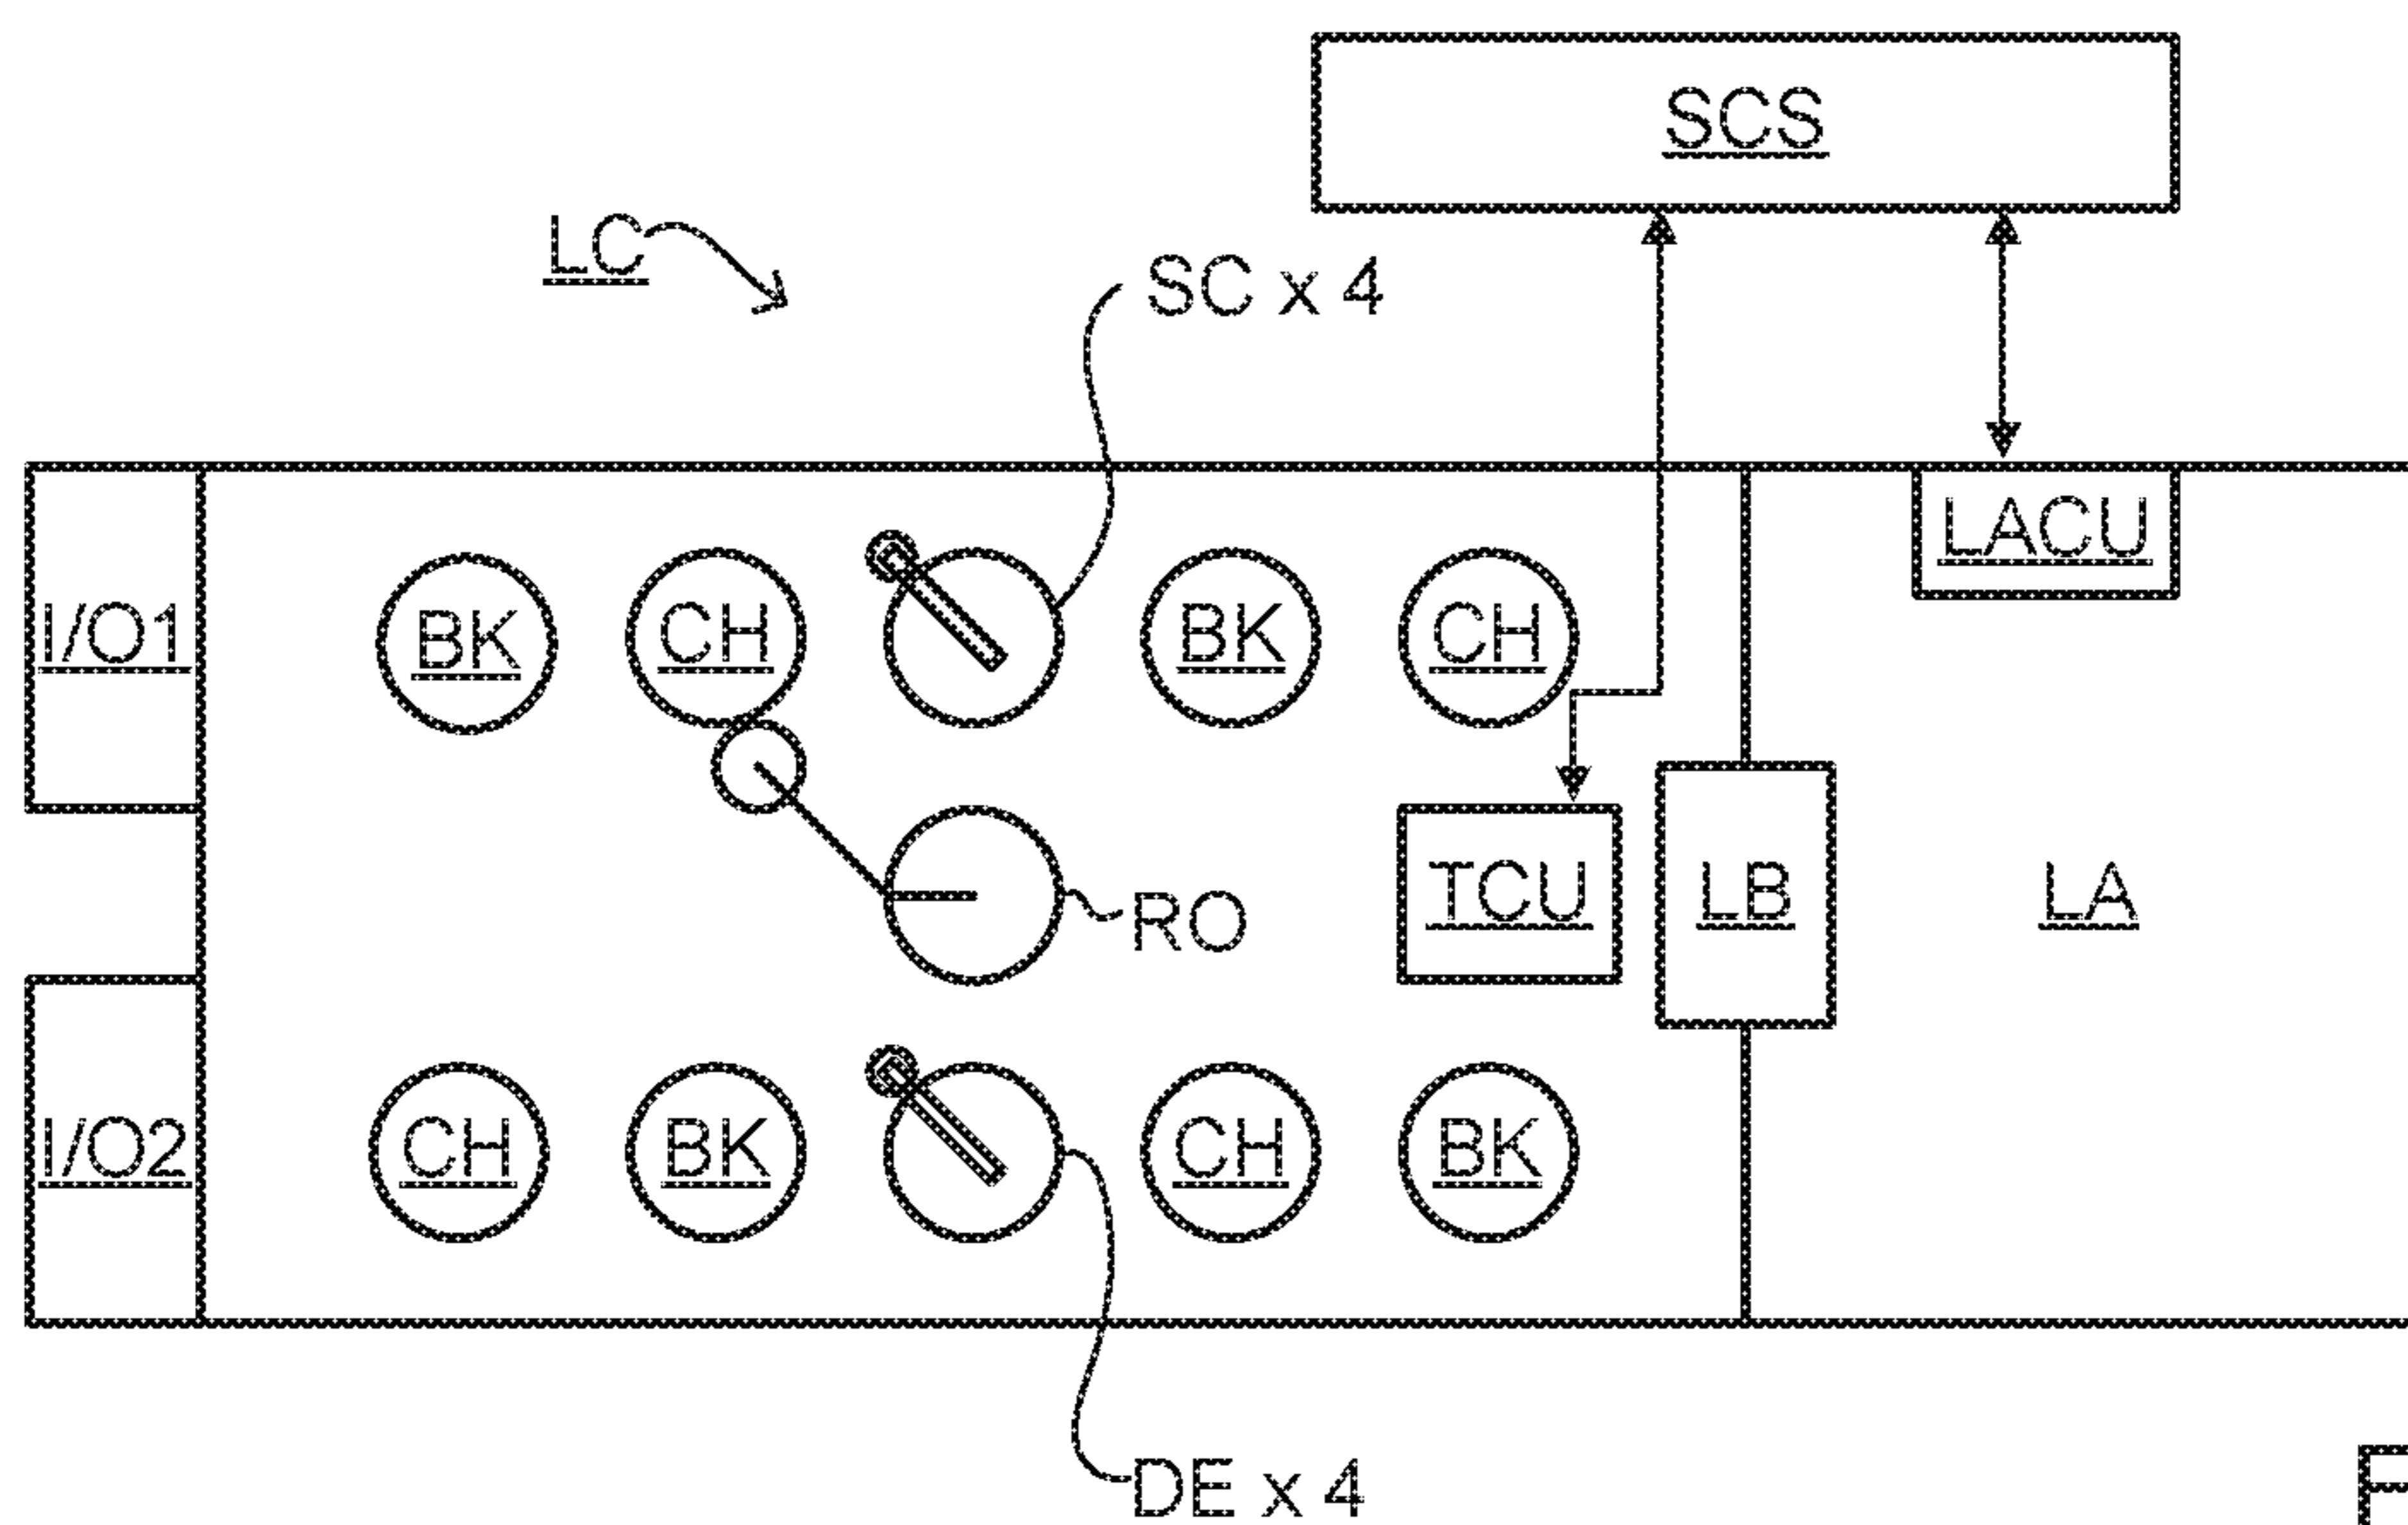 SCS
LC
SC x 4
LACU
I/O1
BK
CH
BK
CH
TCU
LB
LA
RO
I/O2
CH
BK
CH
BK
DE x 4
F